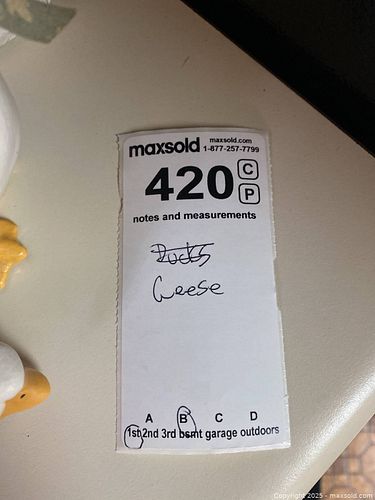 maxsold maxsold.com
1-877-257-7799
420 C
P
notes and measurements
Ducks
Geese
A B C D
1st 2nd 3rd bsmt garage outdoors
Copyright 2025 - maxsold.com